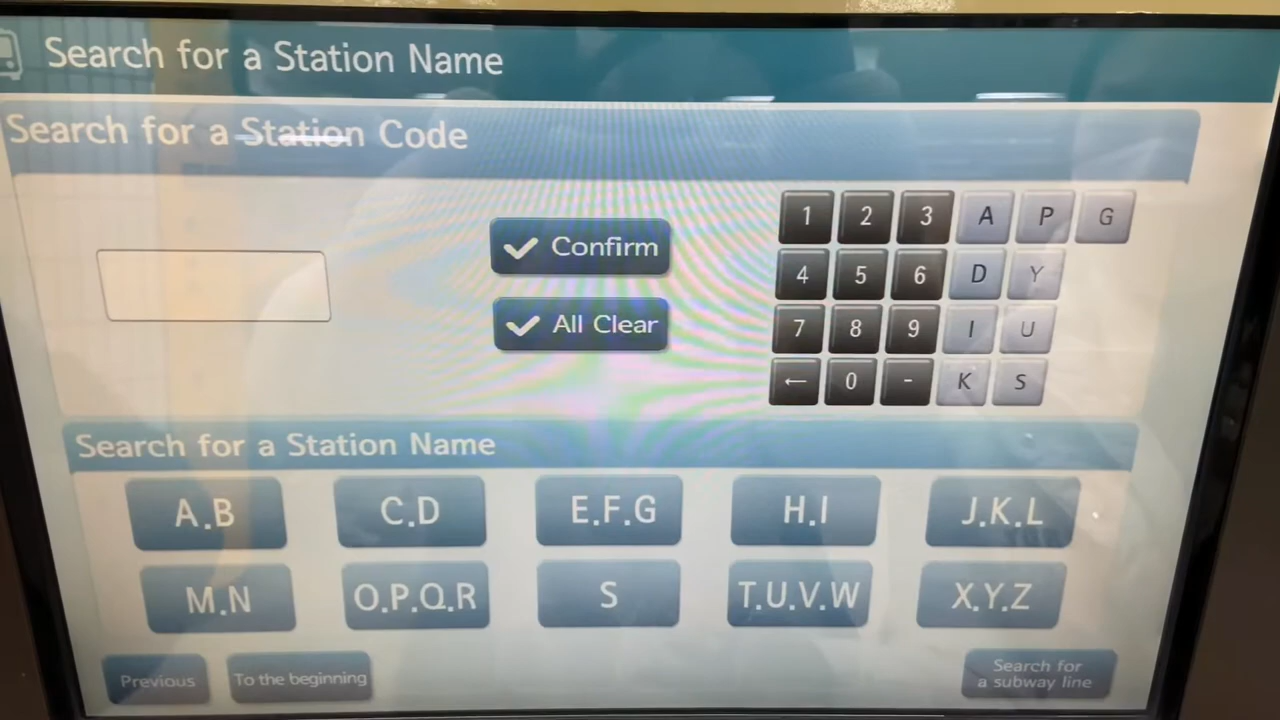 Search for a Station Name
Search for a Station Code
Confirm
All Clear
1 2 3 A P G
4 5 6 D Y
7 8 9 I U
← 0 - K S
Search for a Station Name
A.B C.D E.F.G H.I J.K.L
M.N O.P.Q.R S T.U.V.W X.Y.Z
Previous To the beginning
Search for
a subway line